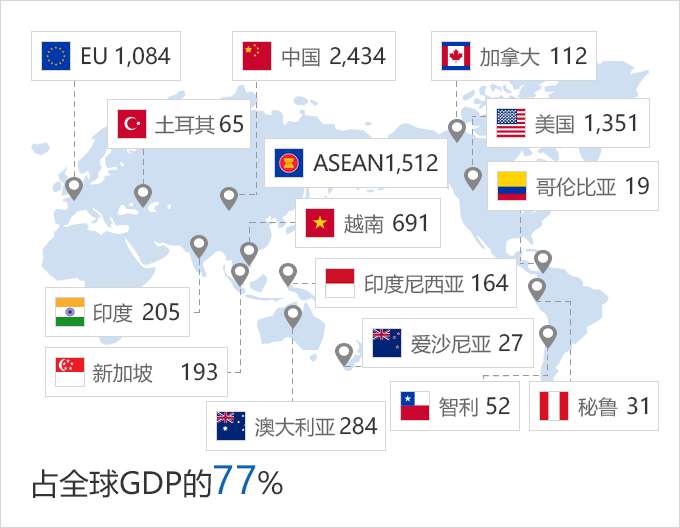 EU 1,084
中国 2,434
加拿大 112
土耳其 65
美国 1,351
ASEAN1,512
哥伦比亚 19
越南 691
印度尼西亚 164
印度 205
爱沙尼亚 27
新加坡 193
智利 52
秘鲁 31
澳大利亚 284
占全球GDP的77%